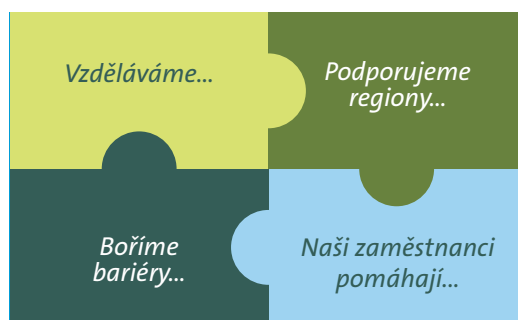 Vzděláváme...
Podporujeme
regiony...
Boříme
bariéry...
Naši zaměstnanci
pomáhají...